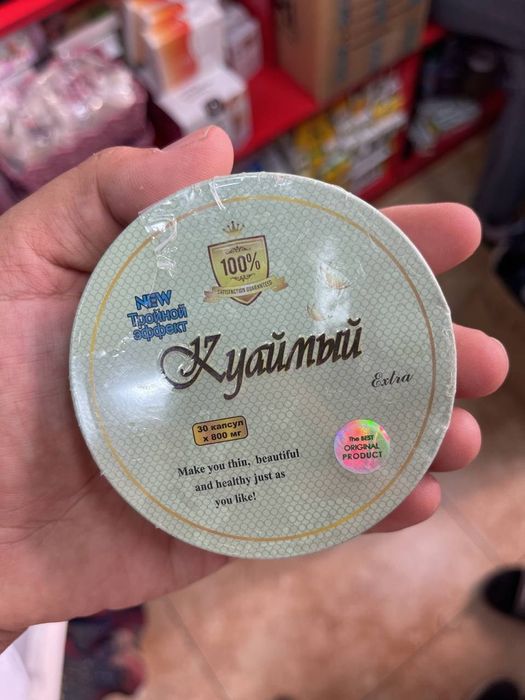 100%
SATISFACTION GUARANTEED
NEW
Тройной
эффект
Куаймый
Extra
30 капсул
х 800 мг
The BEST
ORIGINAL
PRODUCT
Make you thin, beautiful
and healthy just as
you like!